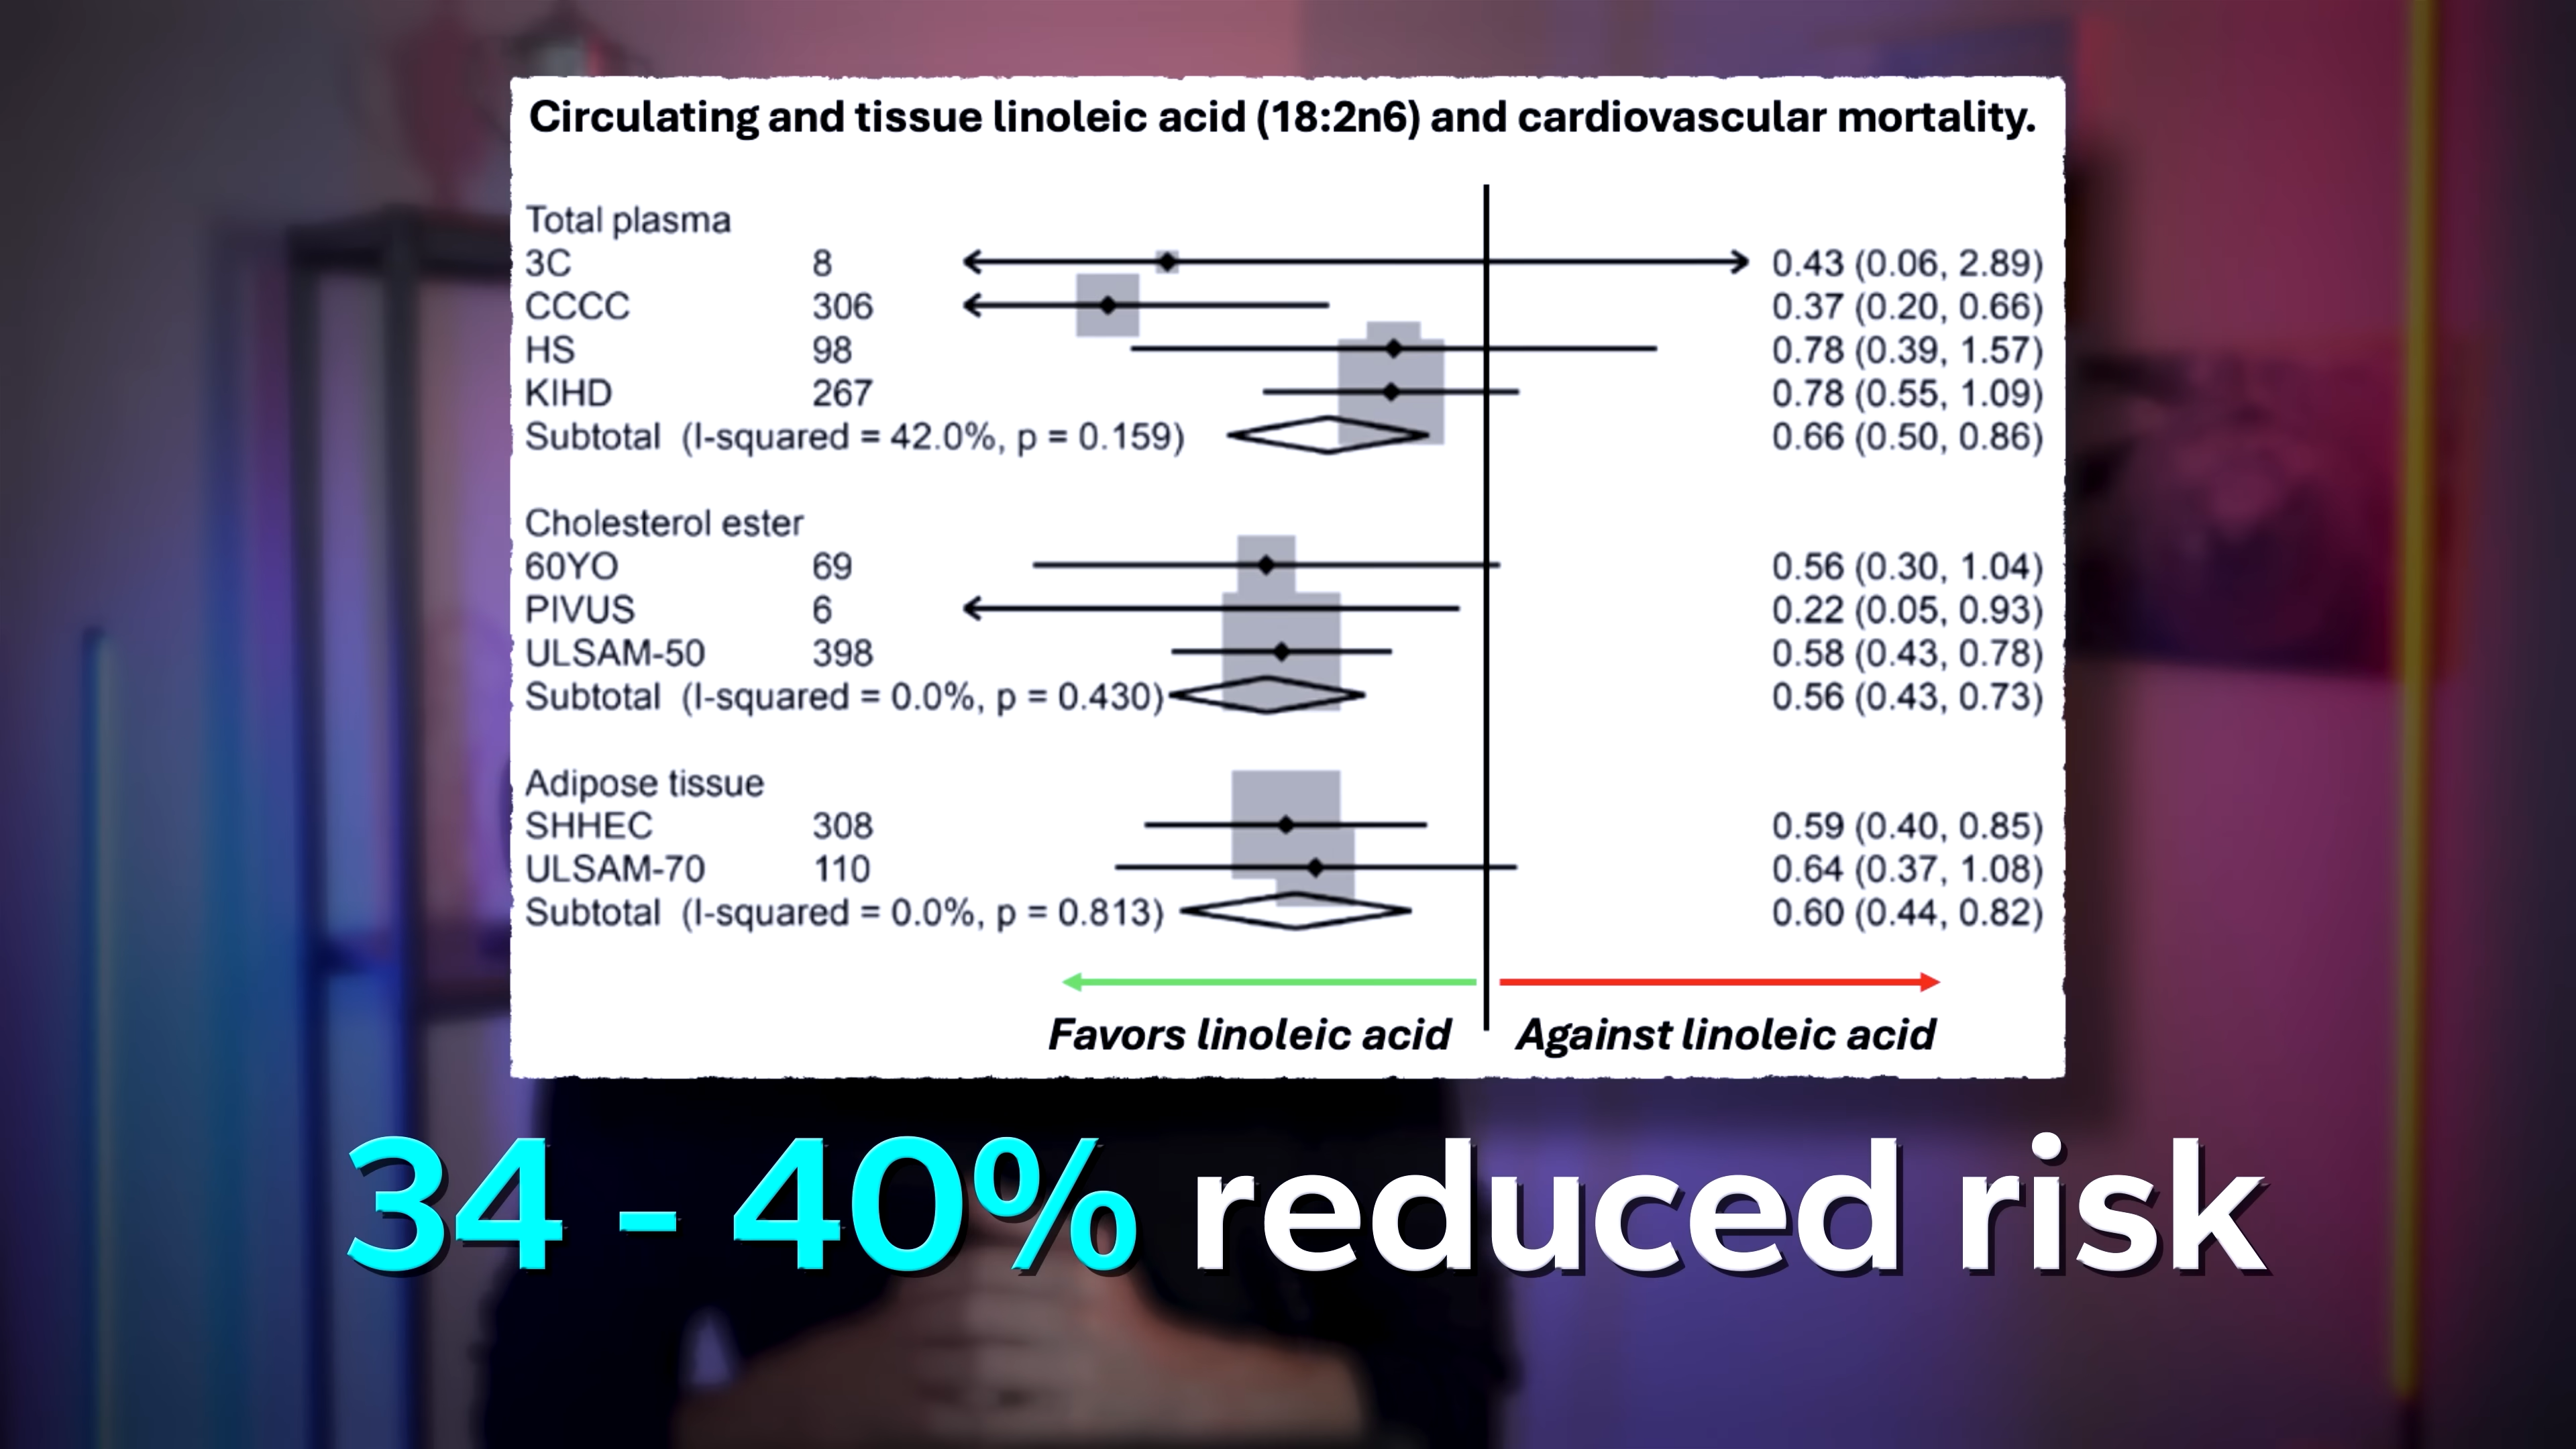 Circulating and tissue linoleic acid (18:2n6) and cardiovascular mortality.
Total plasma
3C 8 0.43 (0.06, 2.89)
CCCC 306 0.37 (0.20, 0.66)
HS 98 0.78 (0.39, 1.57)
KIHD 267 0.78 (0.55, 1.09)
Subtotal (I-squared = 42.0%, p = 0.159) 0.66 (0.50, 0.86)
Cholesterol ester
60YO 69 0.56 (0.30, 1.04)
PIVUS 6 0.22 (0.05, 0.93)
ULSAM-50 398 0.58 (0.43, 0.78)
Subtotal (I-squared = 0.0%, p = 0.430) 0.56 (0.43, 0.73)
Adipose tissue
SHHEC 308 0.59 (0.40, 0.85)
ULSAM-70 110 0.64 (0.37, 1.08)
Subtotal (I-squared = 0.0%, p = 0.813) 0.60 (0.44, 0.82)
Favors linoleic acid Against linoleic acid
34 - 40% reduced risk